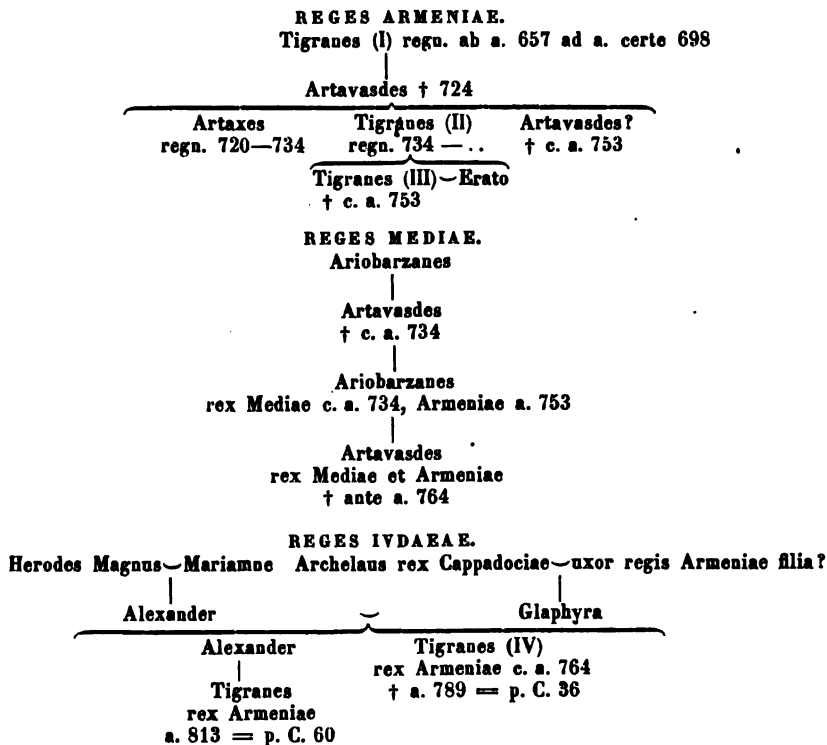 REGES ARMENIAE.
Tigranes (I) regn. ab a. 657 ad a. certe 698
Artavasdes † 724
Artaxes Tigranes (II) Artavasdes?
regn. 720—734 regn. 734 — .. † c. a. 753
Tigranes (III)⌣Erato
† c. a. 753
REGES MEDIAE.
Ariobarzanes
Artavasdes
† c. a. 734
Ariobarzanes
rex Mediae c. a. 734, Armeniae a. 753
Artavasdes
rex Mediae et Armeniae
† ante a. 764
REGES IVDAEAE.
Herodes Magnus⌣Mariamne Archelaus rex Cappadociae⌣uxor regis Armeniae filia?
Alexander ⌣ Glaphyra
Alexander Tigranes (IV)
rex Armeniae c. a. 764
Tigranes † a. 789 = p. C. 36
rex Armeniae
a. 813 = p. C. 60